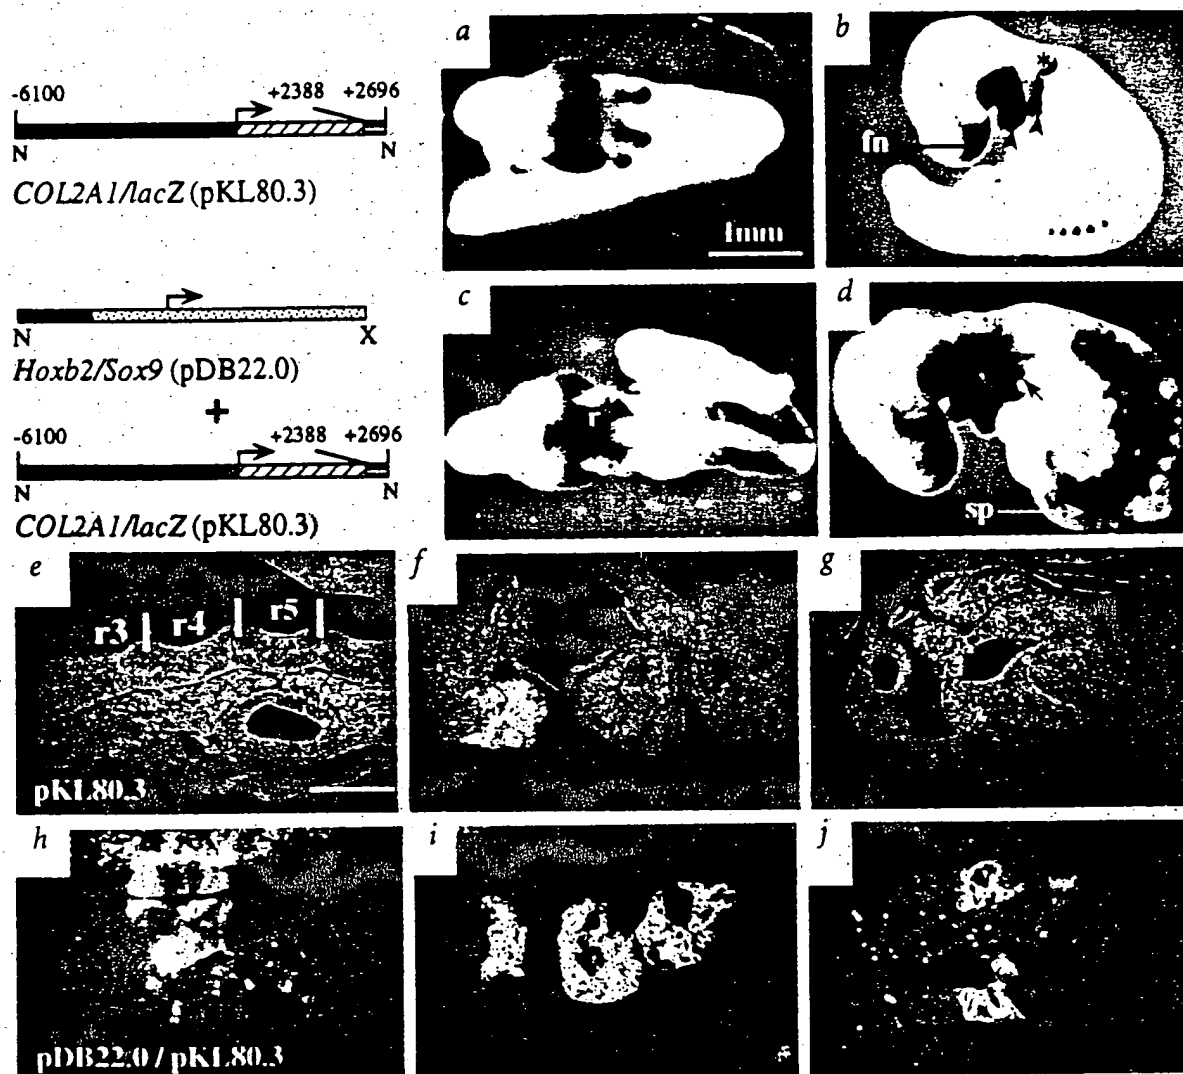 a
b
-6100 +2388 +2696
N N
COL2A1/lacZ (pKL80.3)
*
fn
1mm
N X
Hoxb2/Sox9 (pDB22.0)
+
-6100 +2388 +2696
N N
COL2A1/lacZ (pKL80.3)
c
r
d
sp
e
r3 r4 r5
pKL80.3
f
g
h
pDB22.0 / pKL80.3
i
j